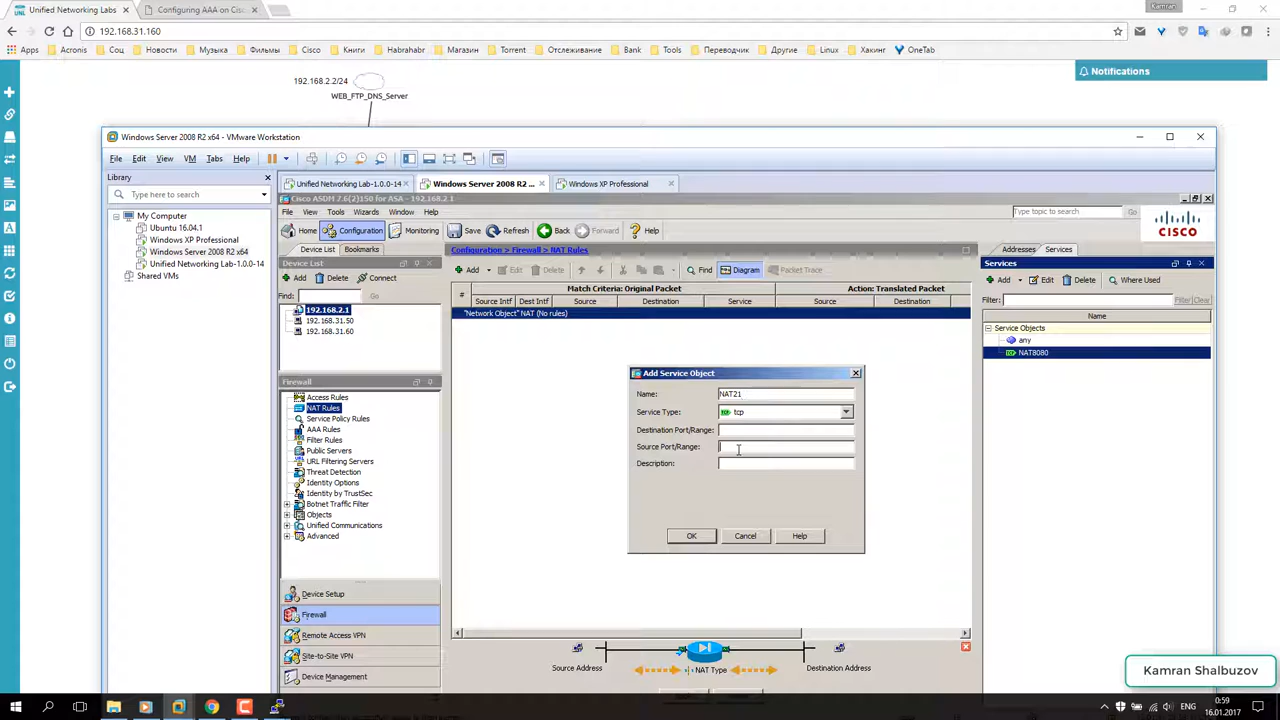 Kamran
Unified Networking Labs
Configuring AAA on Cisc
192.168.31.160
Apps
Acronis
Соц
Новости
Музыка
Фильмы
Cisco
Книги
Habrahabr
Магазин
Torrent
Отслеживание
Bank
Tools
Переводчик
Другие
Linux
Хакинг
OneTab
Notifications
192.168.2.2/24
WEB_FTP_DNS_Server
Windows Server 2008 R2 x64 - VMware Workstation
File Edit View VM Tabs Help
Library
Type here to search
My Computer
Ubuntu 16.04.1
Windows XP Professional
Windows Server 2008 R2 x64
Unified Networking Lab-1.0.0-14
Shared VMs
Unified Networking Lab-1.0.0-14
Windows Server 2008 R2 ...
Windows XP Professional
Cisco ASDM 7.6(2)150 for ASA - 192.168.2.1
File View Tools Wizards Window Help
Type topic to search
Go
CISCO
Home Configuration Monitoring Save Refresh Back Forward Help
Device List Bookmarks
Device List
Add Delete Connect
Find:
Go
192.168.2.1
192.168.31.50
192.168.31.60
Firewall
Access Rules
NAT Rules
Service Policy Rules
AAA Rules
Filter Rules
Public Servers
URL Filtering Servers
Threat Detection
Identity Options
Identity by TrustSec
Botnet Traffic Filter
Objects
Unified Communications
Advanced
Device Setup
Firewall
Remote Access VPN
Site-to-Site VPN
Device Management
Configuration > Firewall > NAT Rules
Add Edit Delete Find Diagram Packet Trace
# Match Criteria: Original Packet Action: Translated Packet
Source Intf Dest Intf Source Destination Service Source Destination
"Network Object" NAT (No rules)
Add Service Object
Name: NAT21
Service Type: tcp
Destination Port/Range:
Source Port/Range:
Description:
OK Cancel Help
Source Address
NAT Type
Destination Address
Addresses Services
Services
Add Edit Delete Where Used
Filter: Filter Clear
Name
Service Objects
any
NAT8080
Kamran Shalbuzov
ENG
0:59
16.01.2017